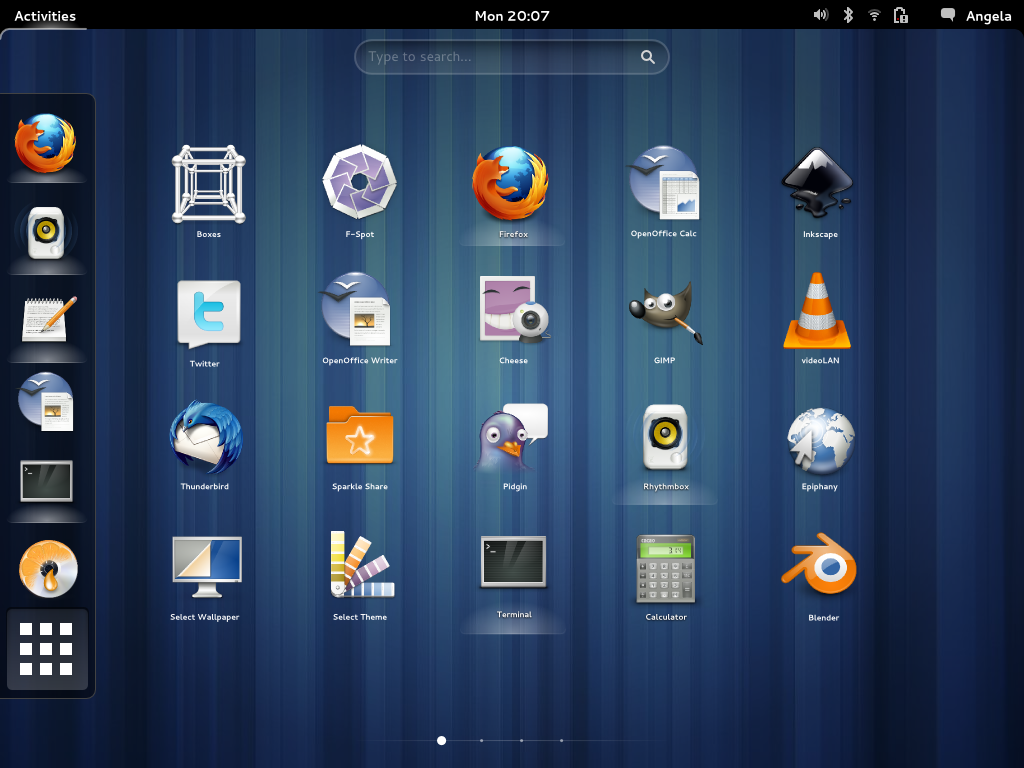 Activities
Mon 20:07
Angela
Type to search...
Boxes
F-Spot
Firefox
OpenOffice Calc
Inkscape
Twitter
OpenOffice Writer
Cheese
GIMP
videoLAN
Thunderbird
Sparkle Share
Pidgin
Rhythmbox
Epiphany
Select Wallpaper
Select Theme
Terminal
Calculator
Blender